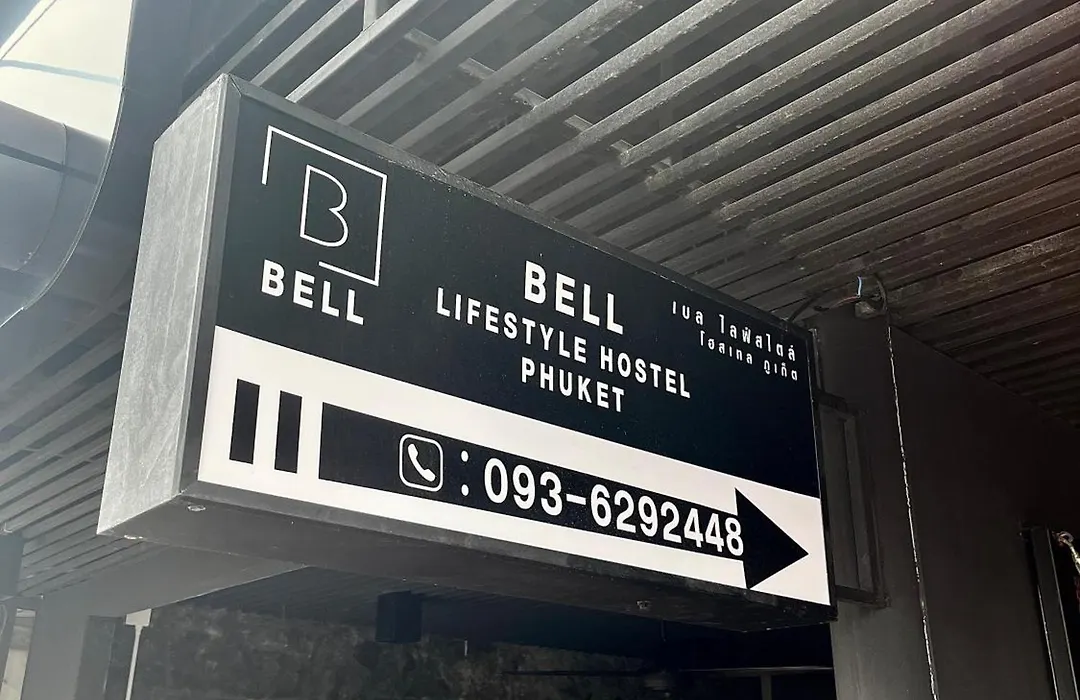 B
BELL
BELL
LIFESTYLE HOSTEL
PHUKET
เบล ไลฟ์สไตล์
โฮสเทล ภูเก็ต
: 093-6292448